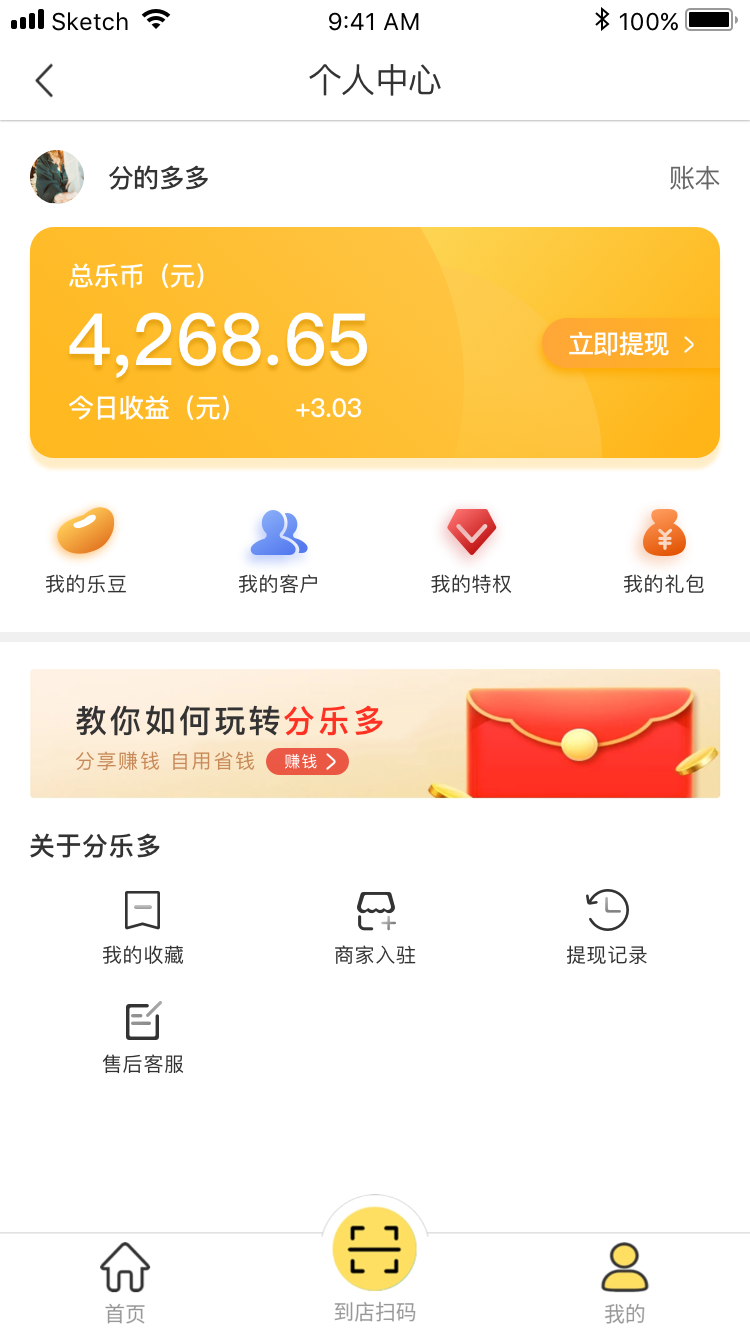 Sketch 9:41 AM 100%
个人中心
分的多多 账本
总乐币（元）
4,268.65
立即提现
今日收益（元） +3.03
我的乐豆 我的客户 我的特权 我的礼包
教你如何玩转分乐多
分享赚钱 自用省钱 赚钱
关于分乐多
我的收藏 商家入驻 提现记录
售后客服
首页 到店扫码 我的